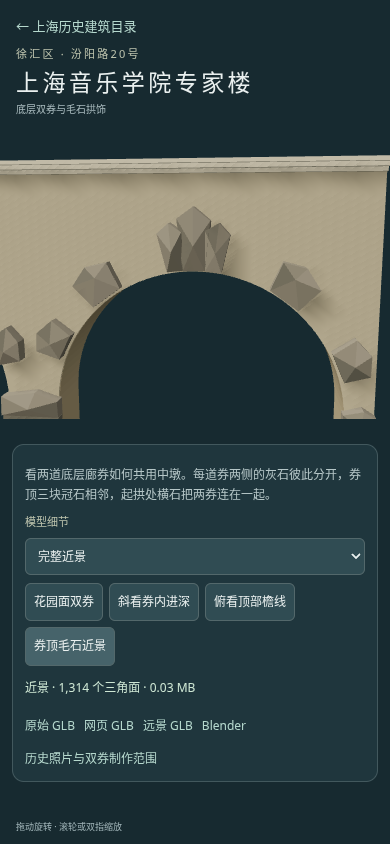 ← 上海历史建筑目录
徐汇区 · 汾阳路20号
上海音乐学院专家楼
底层双券与毛石拱饰
看两道底层廊券如何共用中墩。每道券两侧的灰石彼此分开，券
顶三块冠石相邻，起拱处横石把两券连在一起。
模型细节
完整近景
花园面双券
斜看券内进深
俯看顶部檐线
券顶毛石近景
近景 · 1,314 个三角面 · 0.03 MB
原始 GLB 网页 GLB 远景 GLB Blender
历史照片与双券制作范围
拖动旋转 · 滚轮或双指缩放